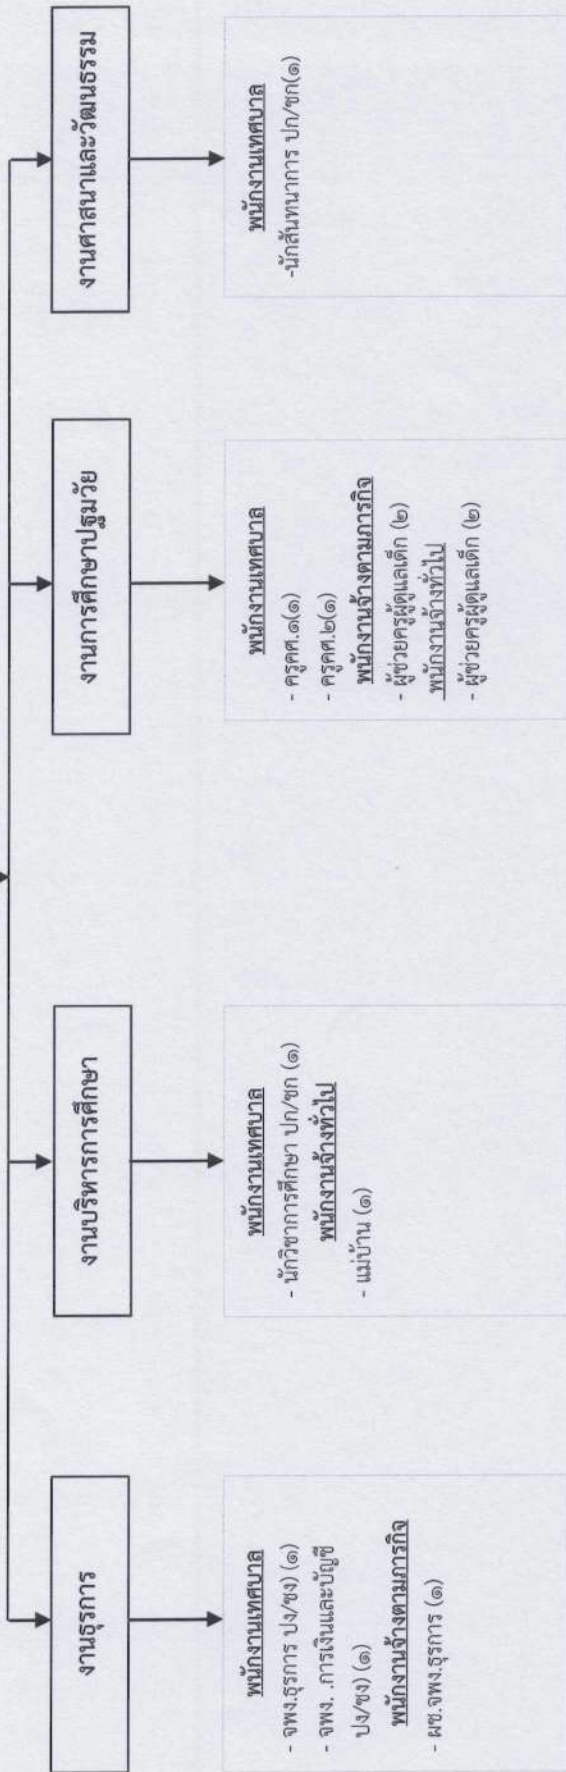 งานธุรการ
พนักงานเทศบาล
- จพง.ธุรการ ปง/ชง) (๑)
- จพง. .การเงินและบัญชี
ปง/ชง) (๑)
พนักงานจ้างตามภารกิจ
- ผช.จพง.ธุรการ (๑)
งานบริหารการศึกษา
พนักงานเทศบาล
- นักวิชาการศึกษา ปก/ชก (๑)
พนักงานจ้างทั่วไป
- แม่บ้าน (๑)
งานการศึกษาปฐมวัย
พนักงานเทศบาล
- ครูคศ.๑(๑)
- ครูคศ.๒(๑)
พนักงานจ้างตามภารกิจ
- ผู้ช่วยครูผู้ดูแลเด็ก (๒)
พนักงานจ้างทั่วไป
- ผู้ช่วยครูผู้ดูแลเด็ก (๒)
งานศาสนาและวัฒนธรรม
พนักงานเทศบาล
-นักสันทนาการ ปก/ชก(๑)